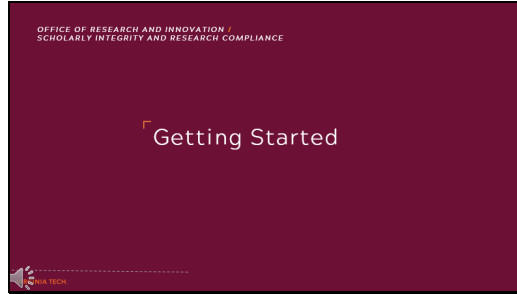 OFFICE OF RESEARCH AND INNOVATION /
SCHOLARLY INTEGRITY AND RESEARCH COMPLIANCE
Getting Started
TECH